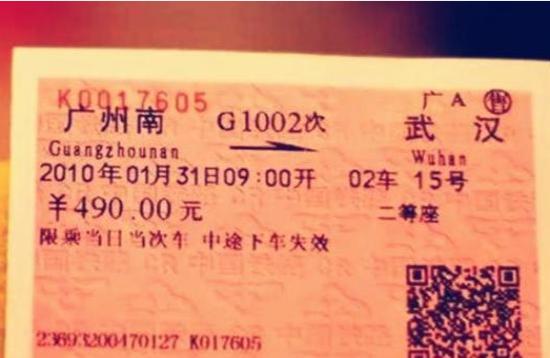 K0017605 广A 售
广州南 G1002次 武汉
Guangzhounan Wuhan
2010年01月31日09:00开 02车 15号
￥490.00元 二等座
限乘当日当次车 中途下车失效
23693200470127 K017605